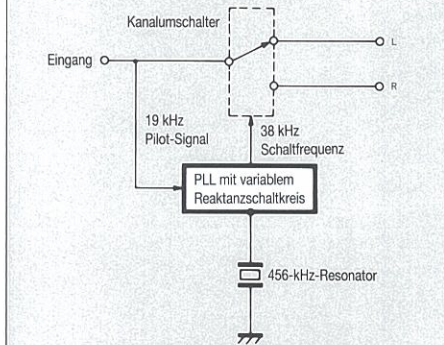 Kanalumschalter
Eingang
L
R
19 kHz
Pilot-Signal
38 kHz
Schaltfrequenz
PLL mit variablem
Reaktanzschaltkreis
456-kHz-Resonator